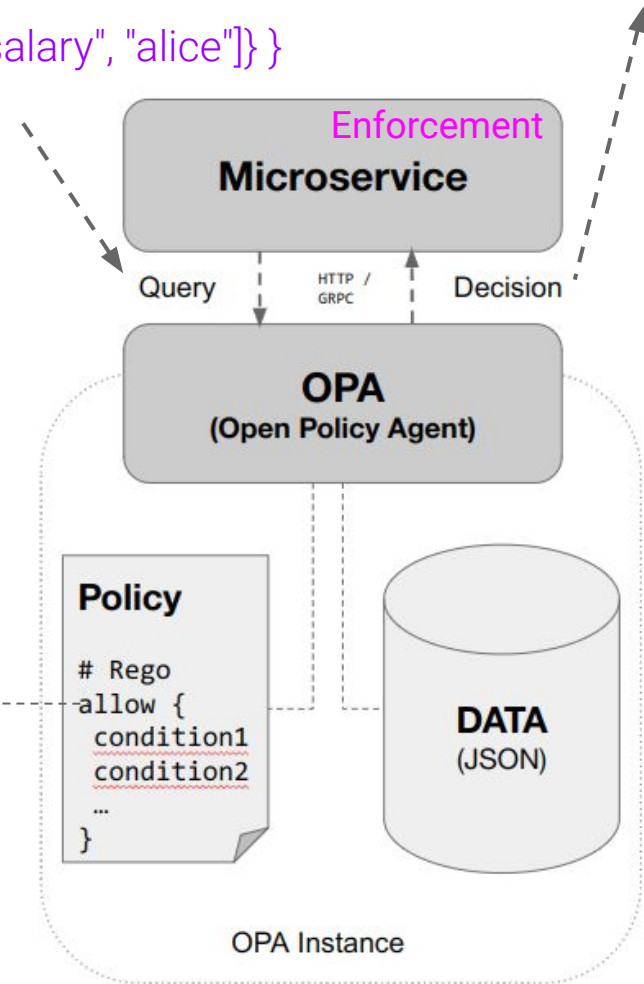 salary", "alice"]} }
Enforcement
Microservice
Query
HTTP /
GRPC
Decision
OPA
(Open Policy Agent)
Policy
# Rego
allow {
condition1
condition2
…
}
DATA
(JSON)
OPA Instance